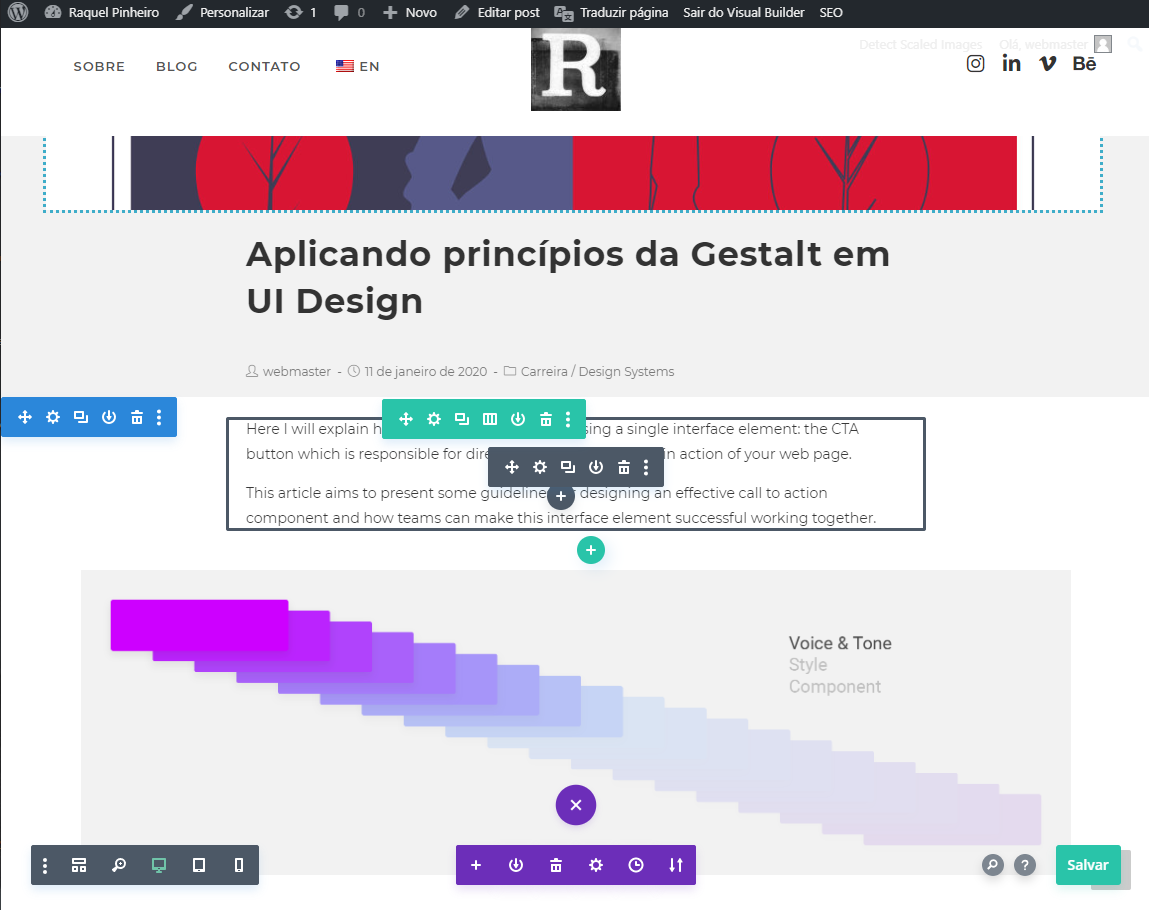 Raquel Pinheiro Personalizar 1 0 Novo Editar post Traduzir página Sair do Visual Builder SEO
Detect Scaled Images Olá, webmaster
SOBRE BLOG CONTATO EN
R
in Bē
Aplicando princípios da Gestalt em
UI Design
webmaster - 11 de janeiro de 2020 - Carreira / Design Systems
Here I will explain h sing a single interface element: the CTA
button which is responsible for dire in action of your web page.
This article aims to present some guideline designing an effective call to action
component and how teams can make this interface element successful working together.
Voice & Tone
Style
Component
Salvar